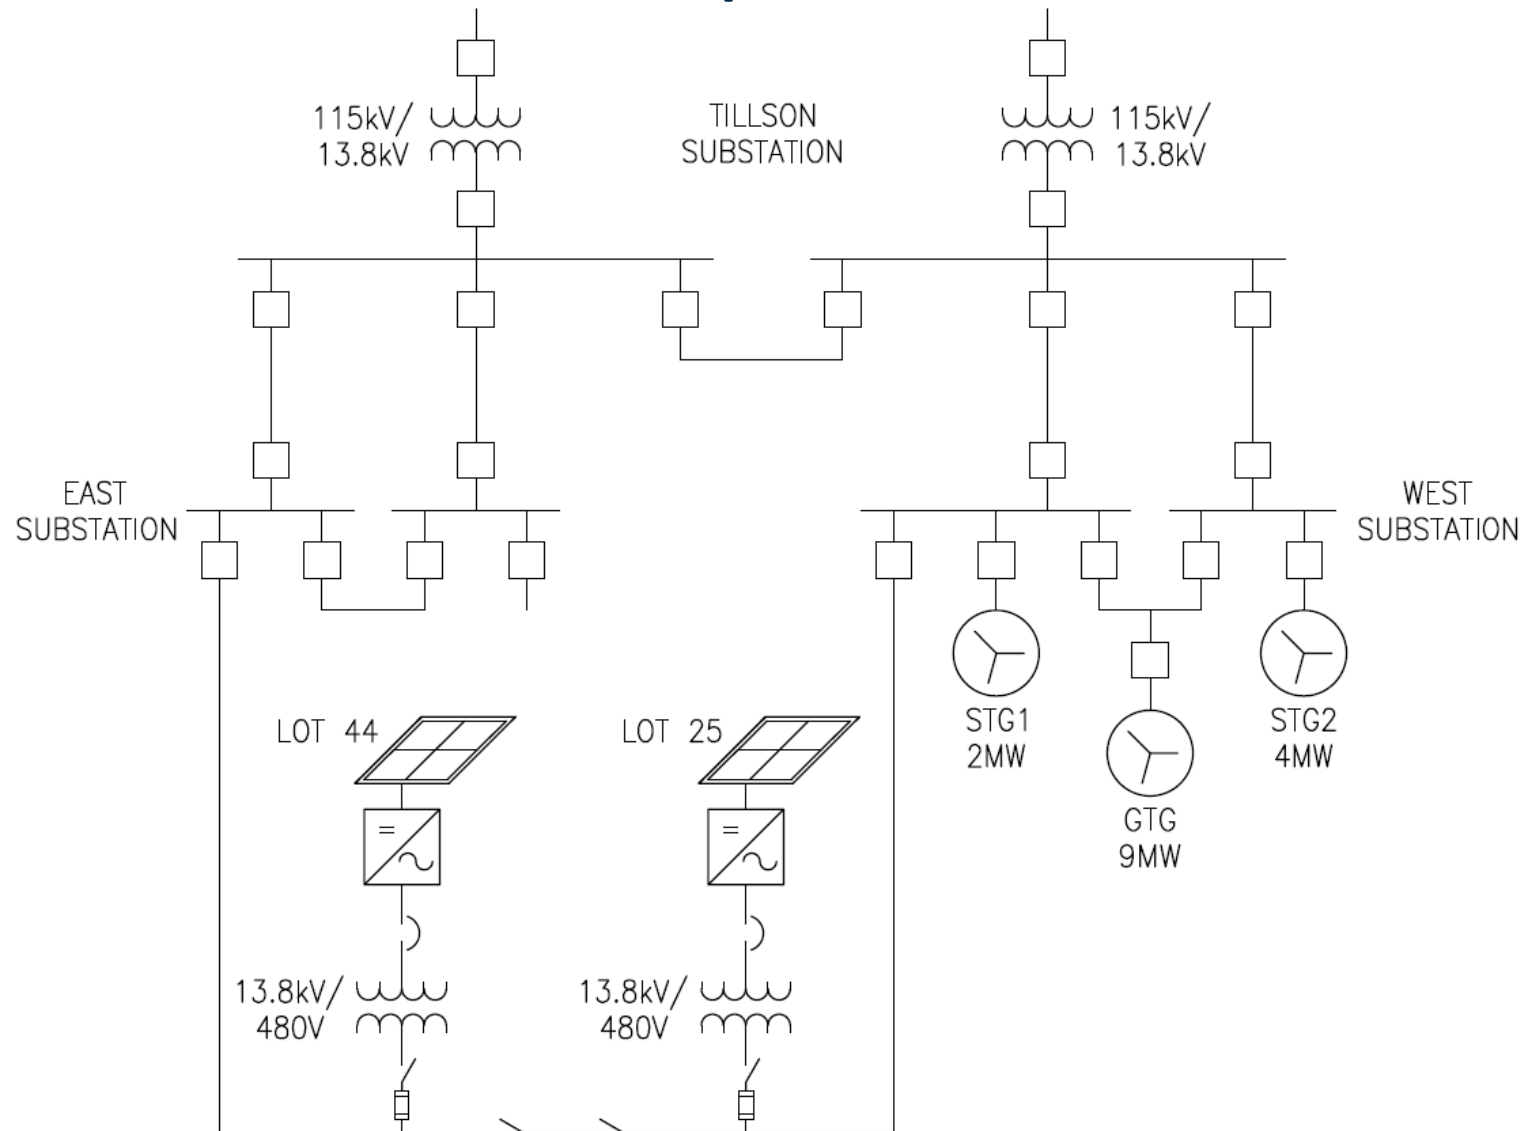 115kV/
13.8kV
TILLSON
SUBSTATION
115kV/
13.8kV
EAST
SUBSTATION
WEST
SUBSTATION
LOT 44
LOT 25
STG1
2MW
STG2
4MW
GTG
9MW
13.8kV/
480V
13.8kV/
480V